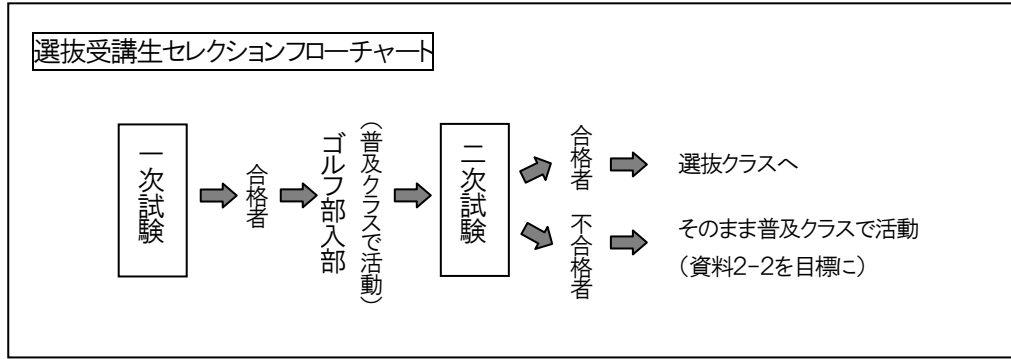 選抜受講生セレクションフローチャート
一次試験
合格者
ゴルフ部入部
(普及クラスで活動)
二次試験
合格者
選抜クラスへ
不合格者
そのまま普及クラスで活動
(資料2-2を目標に)